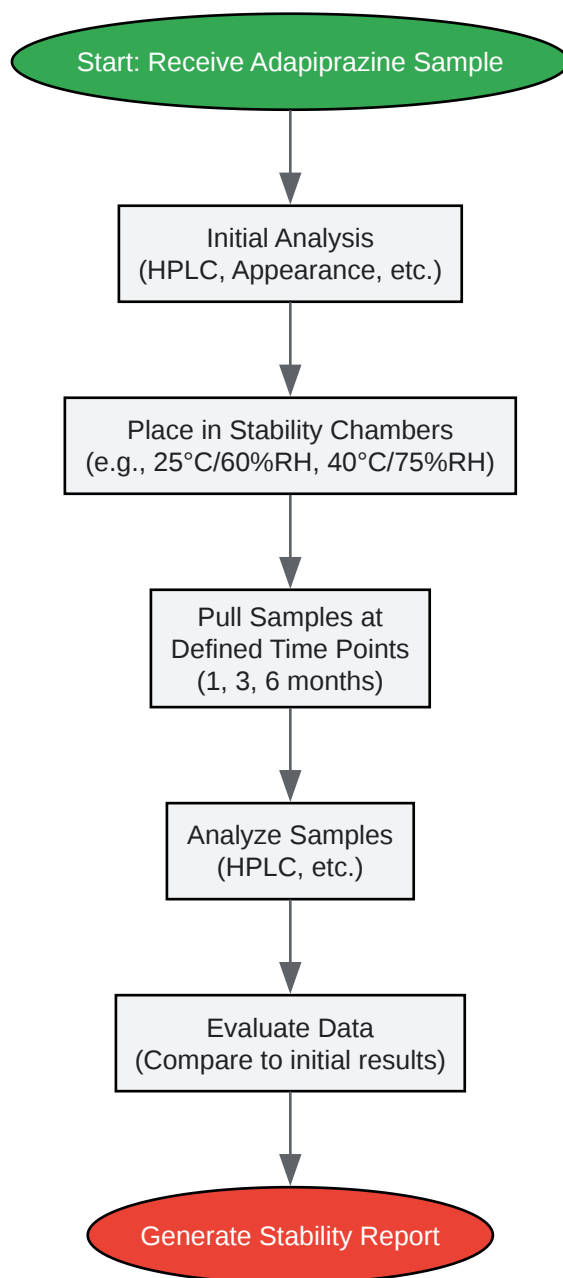 Start: Receive Adapiprazine Sample
Initial Analysis
(HPLC, Appearance, etc.)
Place in Stability Chambers
(e.g., 25°C/60%RH, 40°C/75%RH)
Pull Samples at
Defined Time Points
(1, 3, 6 months)
Analyze Samples
(HPLC, etc.)
Evaluate Data
(Compare to initial results)
Generate Stability Report